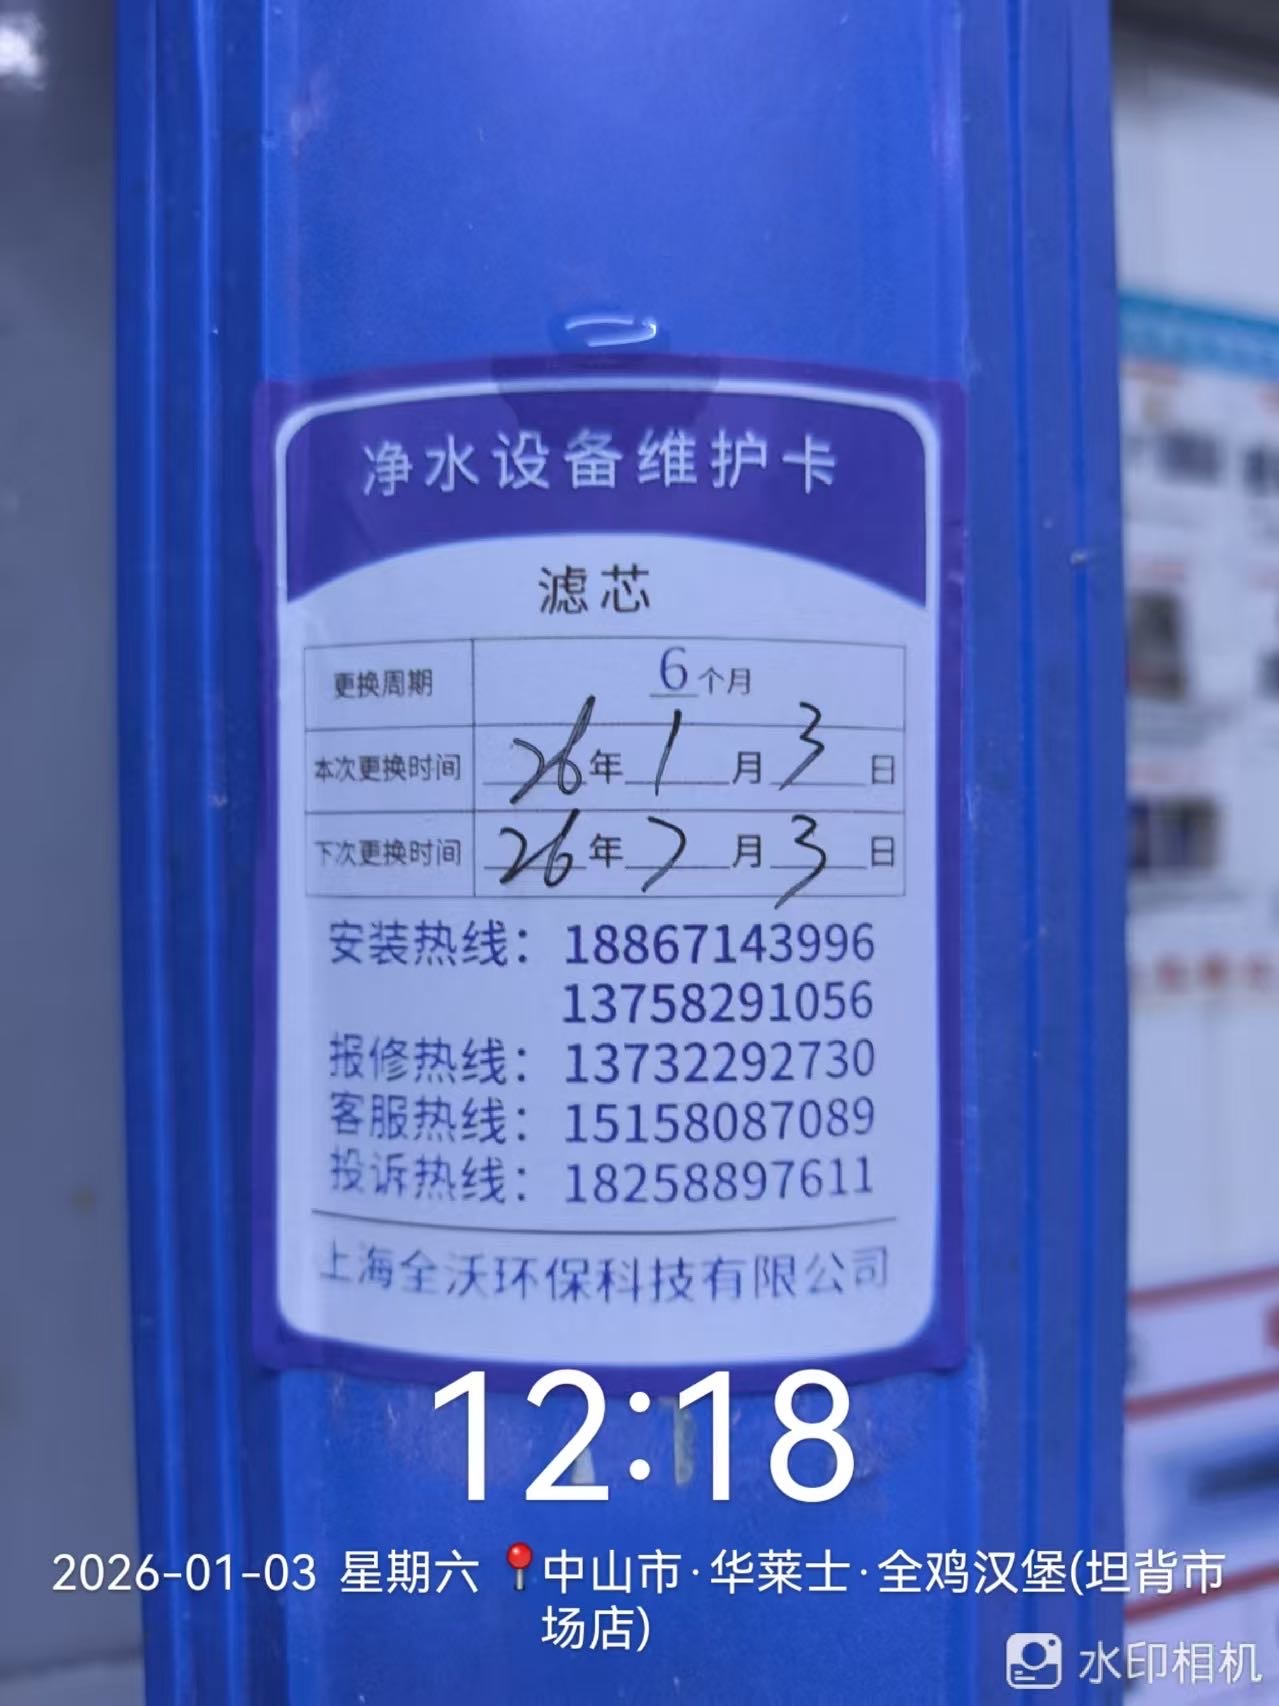 净水设备维护卡
滤芯
更换周期 6个月
本次更换时间 26年1月3日
下次更换时间 26年7月3日
安装热线：18867143996
13758291056
报修热线：13732292730
客服热线：15158087089
投诉热线：18258897611
上海全沃环保科技有限公司
12:18
2026-01-03 星期六 📍中山市·华莱士·全鸡汉堡(坦背市
场店)
水印相机